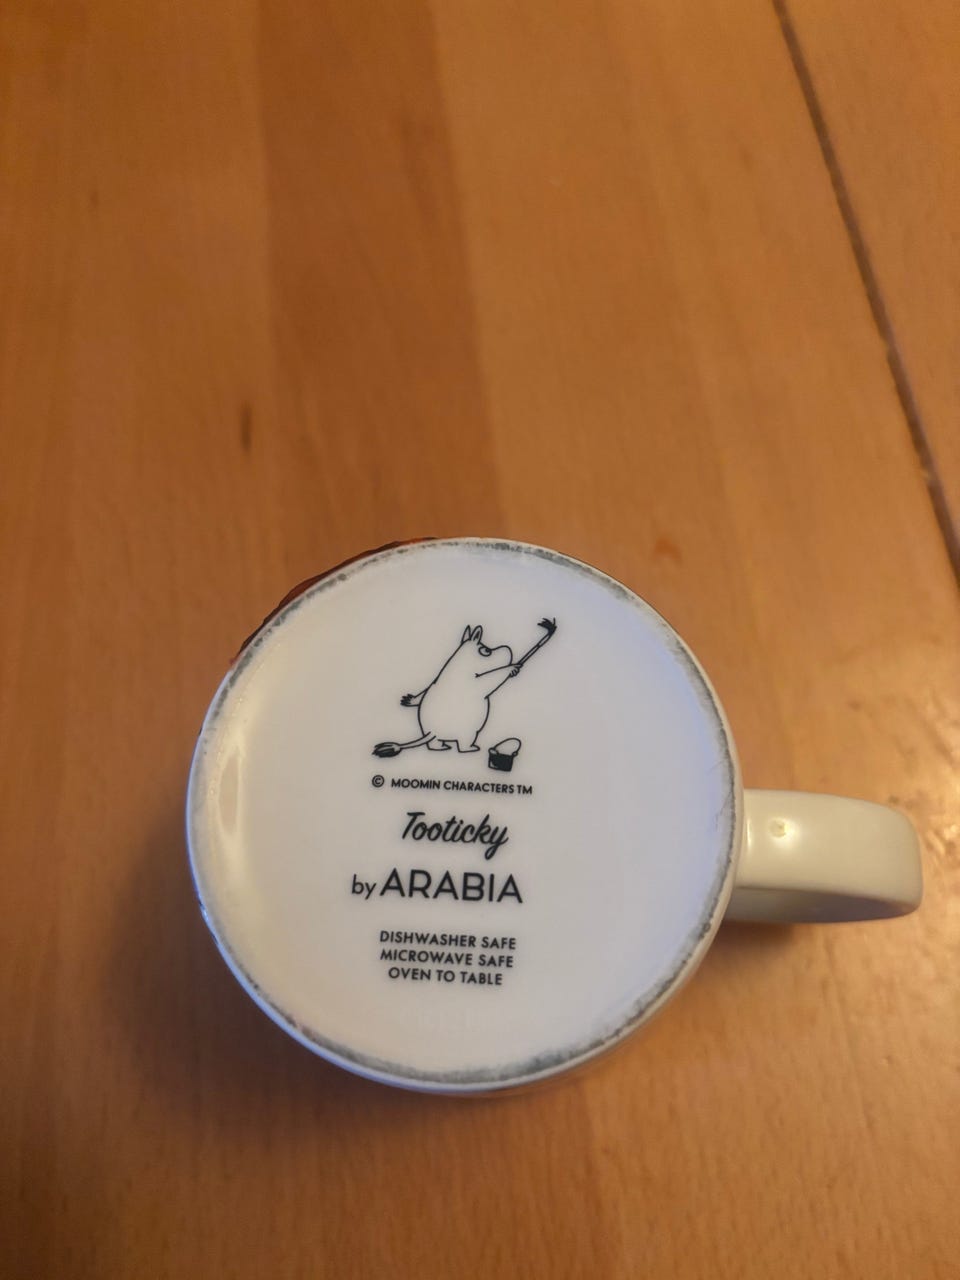 © MOOMIN CHARACTERS TM
Tooticky
by ARABIA
DISHWASHER SAFE
MICROWAVE SAFE
OVEN TO TABLE